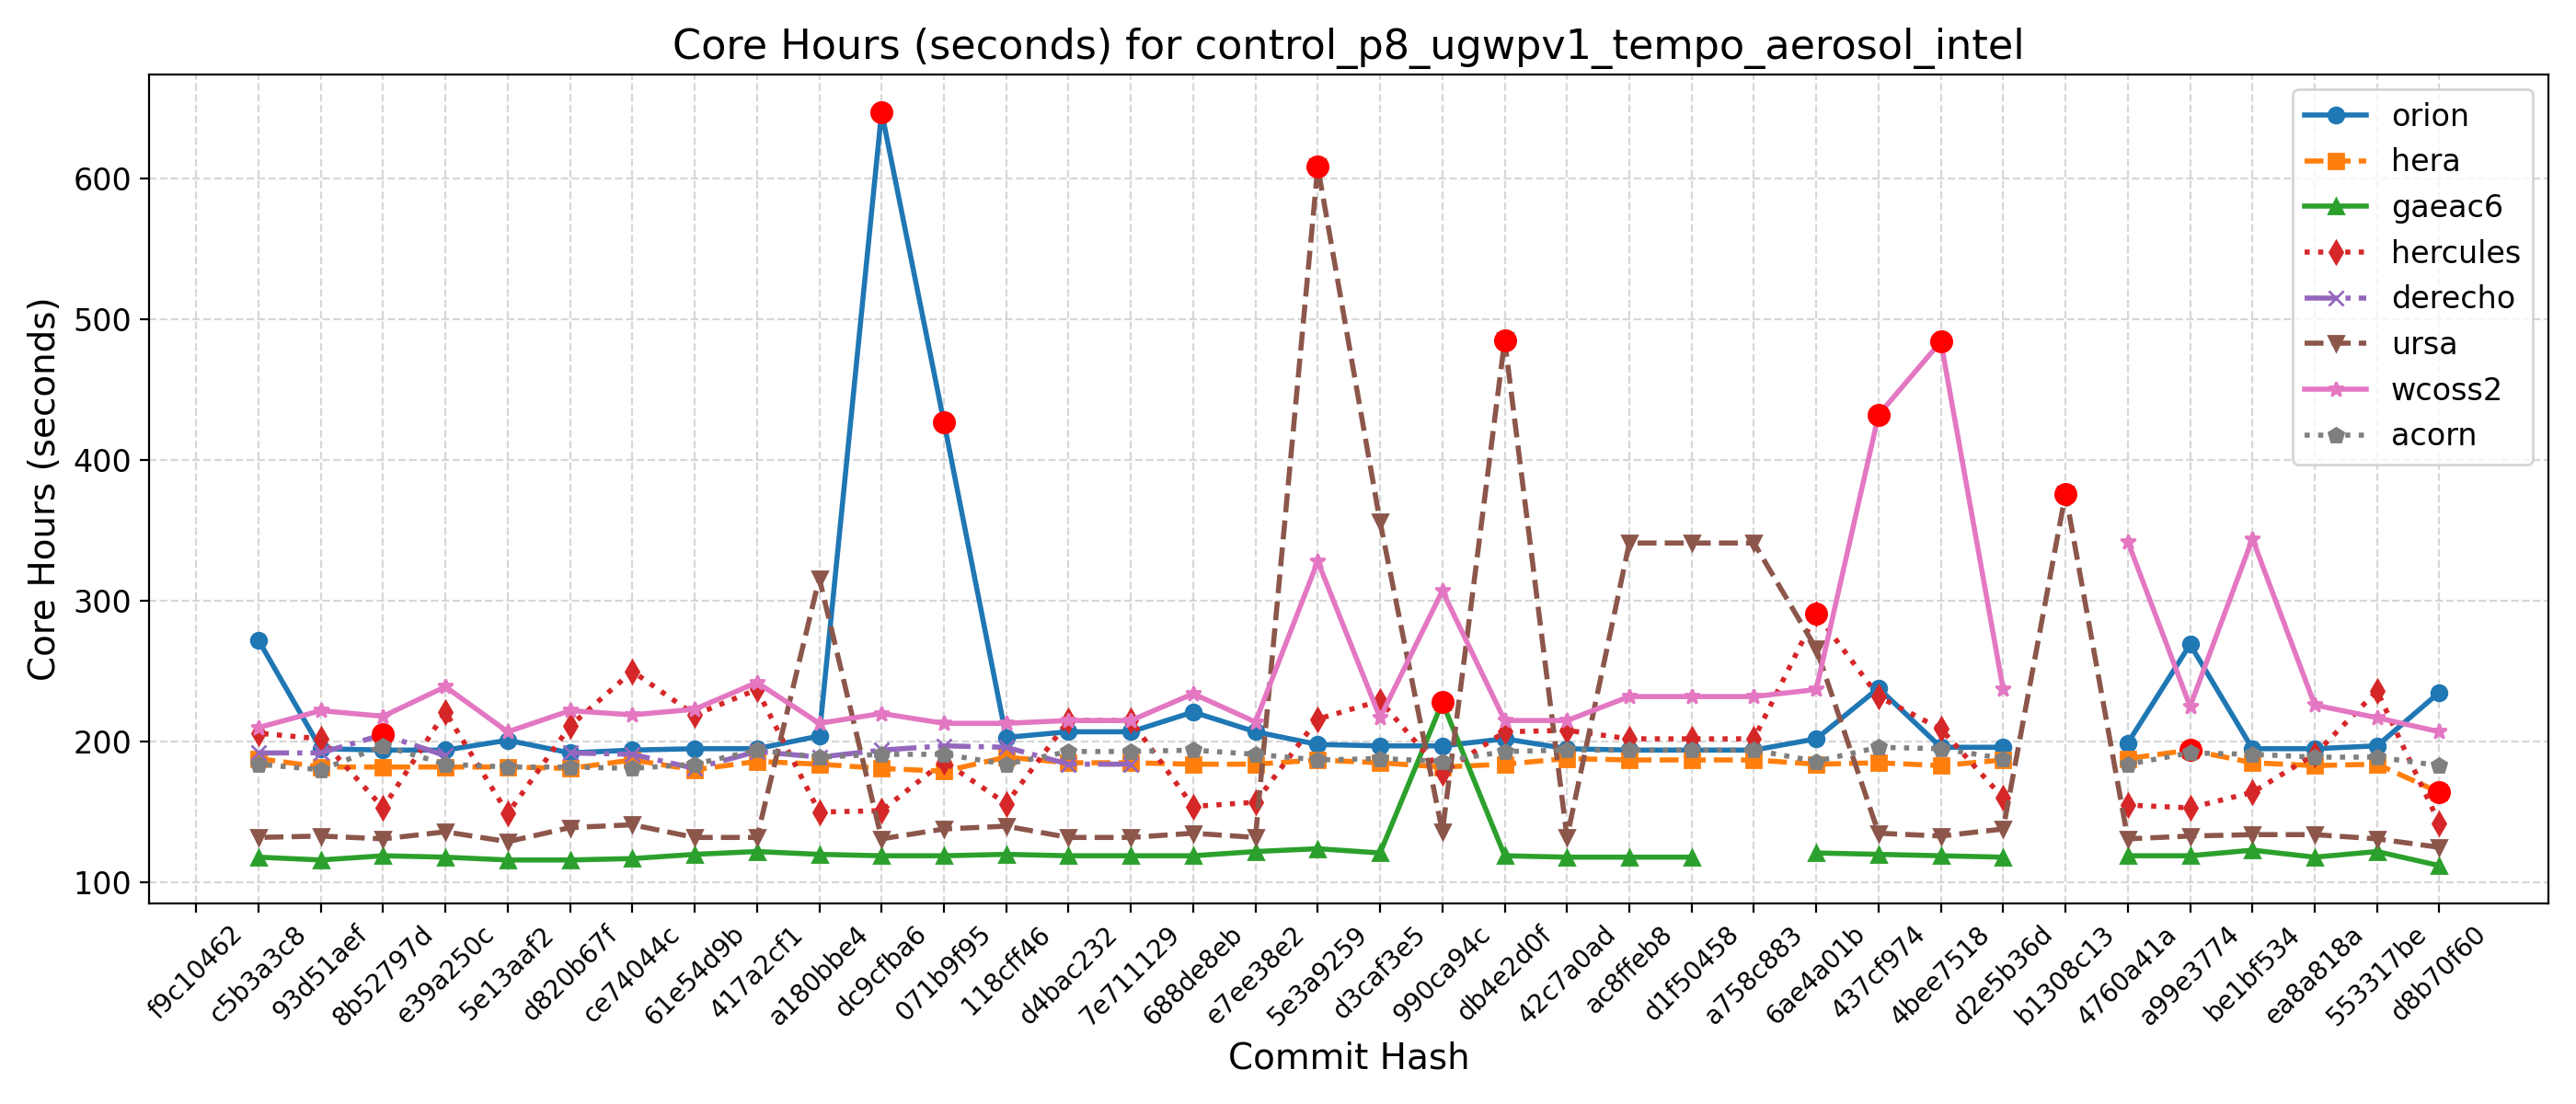 Core Hours (seconds) for control_p8_ugwpv1_tempo_aerosol_intel
Core Hours (seconds)
600
500
400
300
200
100
orion
hera
gaeac6
hercules
derecho
ursa
wcoss2
acorn
f9c10462
c5b3a3c8
93d51aef
8b52797d
e39a250c
5e13aaf2
d820b67f
ce74044c
61e54d9b
417a2cf1
a180bbe4
dc9cfba6
071b9f95
118cff46
d4bac232
7e711129
688de8eb
e7ee38e2
5e3a9259
d3caf3e5
990ca94c
db4e2d0f
42c7a0ad
ac8ffeb8
d1f50458
a758c883
6ae4a01b
437cf974
4bee7518
d2e5b36d
b1308c13
4760a41a
a99e3774
be1bf534
ea8a818a
553317be
d8b70f60
Commit Hash